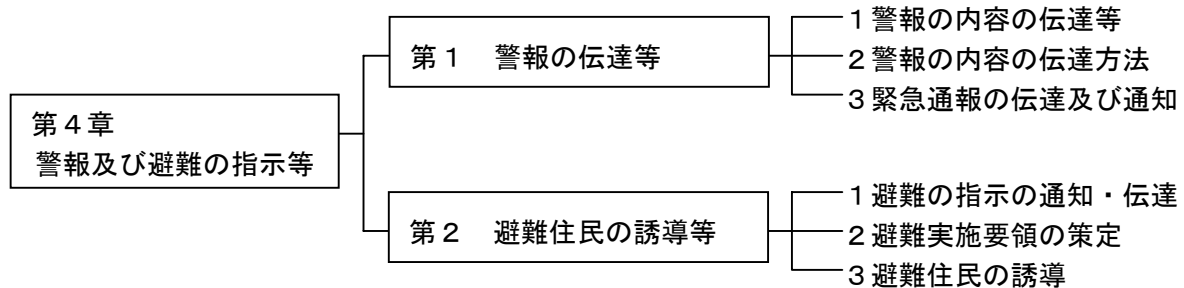 第４章
警報及び避難の指示等
第１　警報の伝達等
１警報の内容の伝達等
２警報の内容の伝達方法
３緊急通報の伝達及び通知
第２　避難住民の誘導等
１避難の指示の通知・伝達
２避難実施要領の策定
３避難住民の誘導